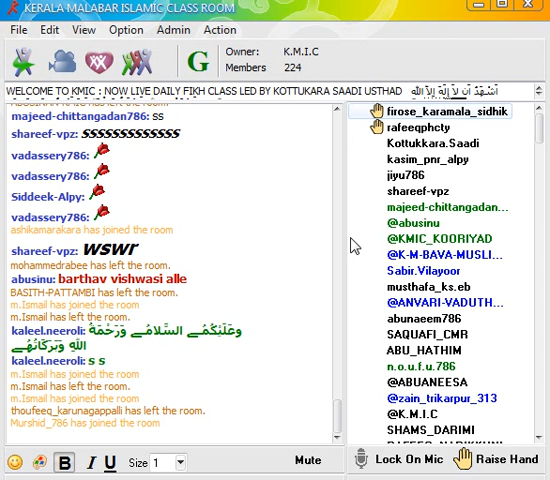 KERALA MALABAR ISLAMIC CLASS ROOM
File Edit View Option Admin Action
G
Owner: K.M.I.C
Members 224
WELCOME TO KMIC : NOW LIVE DAILY FIKH CLASS LED BY KOTTUKARA SAADI USTHAD أَشْهَدُ اَنْ لاَ إِلَهَ إِلاَّ اللَّهُ
majeed-chittangadan786: ss
shareef-vpz: sssssssssssss
vadassery786:
vadassery786:
Siddeek-Alpy:
vadassery786:
ashikamarakara has joined the room
shareef-vpz: wswr
mohammedrabee has left the room.
abusinu: barthav vishwasi alle
BASITH-PATTAMBI has left the room.
m.Ismail has joined the room
m.Ismail has left the room.
kaleel.neeroli: وَعَلَيْكُمُے السَّلامُے وَرَحْمَةُ
اللهِ وَبَرَكَاتُهُے
kaleel.neeroli: s s
m.Ismail has joined the room
m.Ismail has left the room.
m.Ismail has joined the room
thoufeeq_karunagappalli has left the room.
Murshid_786 has joined the room
firose_karamala_sidhik
rafeeqphcty
Kottukkara.Saadi
kasim_pnr_alpy
jiyu786
shareef-vpz
majeed-chittangadan...
@abusinu
@KMIC_KOORIYAD
@K-M-BAVA-MUSLI...
Sabir.Vilayoor
musthafa_ks.eb
@ANVARI-VADUTH...
abunaeem786
SAQUAFI_CMR
ABU_HATHIM
n.o.u.f.u.786
@ABUANEESA
@zain_trikarpur_313
@K.M.I.C
SHAMS_DARIMI
B I U Size 1 Mute Lock On Mic Raise Hand